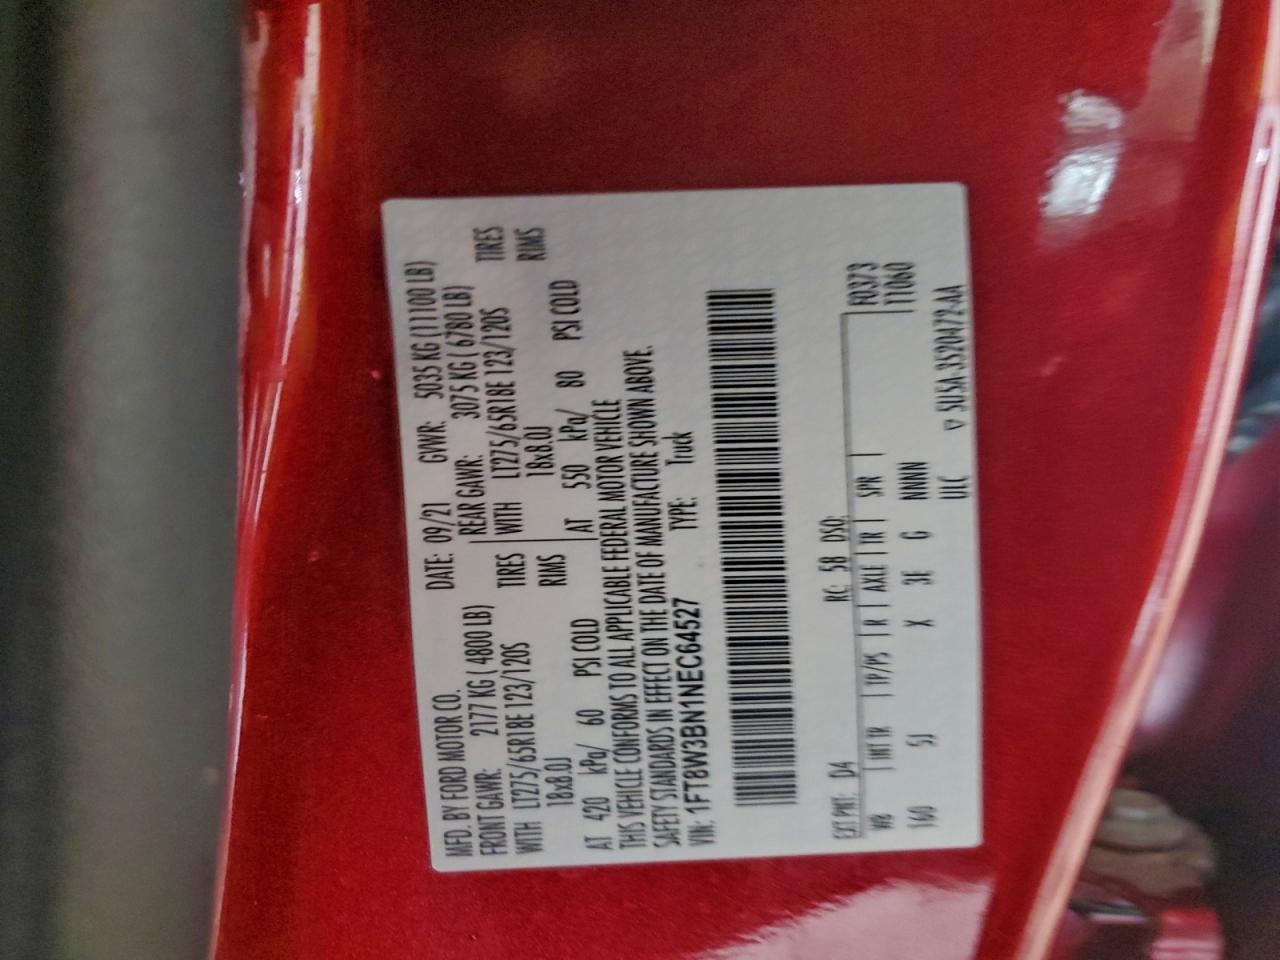 MFD. BY FORD MOTOR CO.
DATE: 09/21 GVWR: 5035 KG (11100 LB)
FRONT GAWR: 2177 KG ( 4800 LB) REAR GAWR: 3075 KG ( 6780 LB)
WITH LT275/65R18E 123/120S TIRES WITH LT275/65R18E 123/120S TIRES
18x8.0J RIMS 18x8.0J RIMS
AT 420 kPa/ 60 PSI COLD AT 550 kPa/ 80 PSI COLD
THIS VEHICLE CONFORMS TO ALL APPLICABLE FEDERAL MOTOR VEHICLE
SAFETY STANDARDS IN EFFECT ON THE DATE OF MANUFACTURE SHOWN ABOVE.
VIN: 1FT8W3BN1NEC64527 TYPE: Truck
EXT PNT: D4 RC: 58 DSO: F0373
WB INT TR TP/PS R AXLE TR SPR T1060
160 5J X 3E G NNNN
ULC ▽ 5U5A-3520472-AA